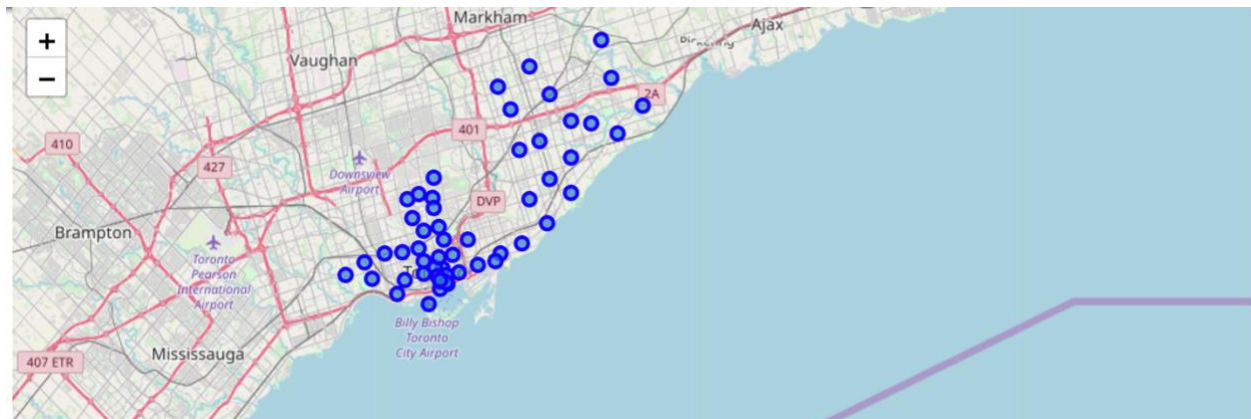 +
−
Markham
Ajax
Vaughan
2A
401
410
427
Downsview
Airport
DVP
Brampton
Toronto
Pearson
International
Airport
To
Billy Bishop
Toronto
City Airport
Mississauga
407 ETR